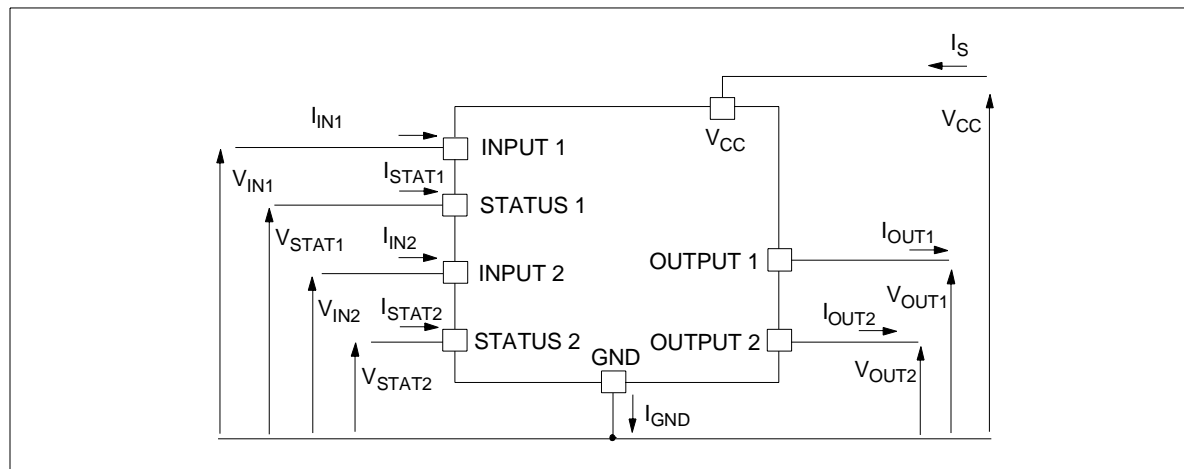 I_S
V_CC
V_CC
I_IN1
INPUT 1
V_IN1
I_STAT1
STATUS 1
V_STAT1
I_IN2
INPUT 2
V_IN2
I_STAT2
STATUS 2
V_STAT2
I_OUT1
OUTPUT 1
V_OUT1
I_OUT2
OUTPUT 2
V_OUT2
GND
I_GND